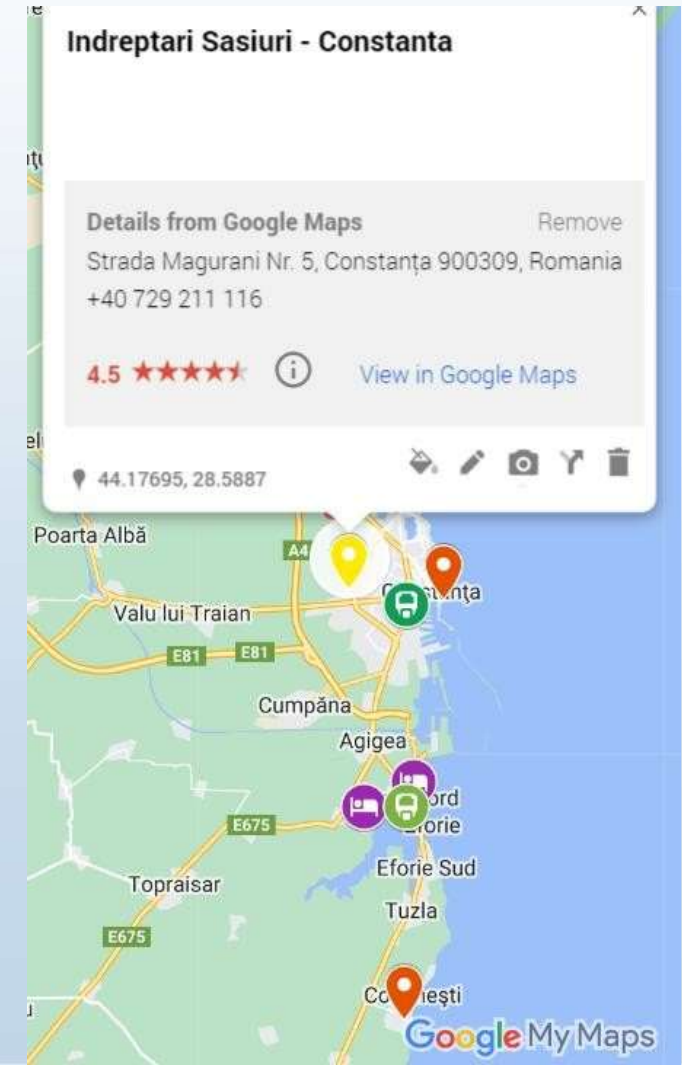 Indreptari Sasiuri - Constanta
Details from Google Maps
Remove
Strada Magurani Nr. 5, Constanța 900309, Romania
+40 729 211 116
4.5
View in Google Maps
44.17695, 28.5887
Poarta Albă
A4
Valu lui Traian
E81
E81
Cumpăna
Agigea
E675
Eforie Sud
Topraisar
Tuzla
E675
Google My Maps